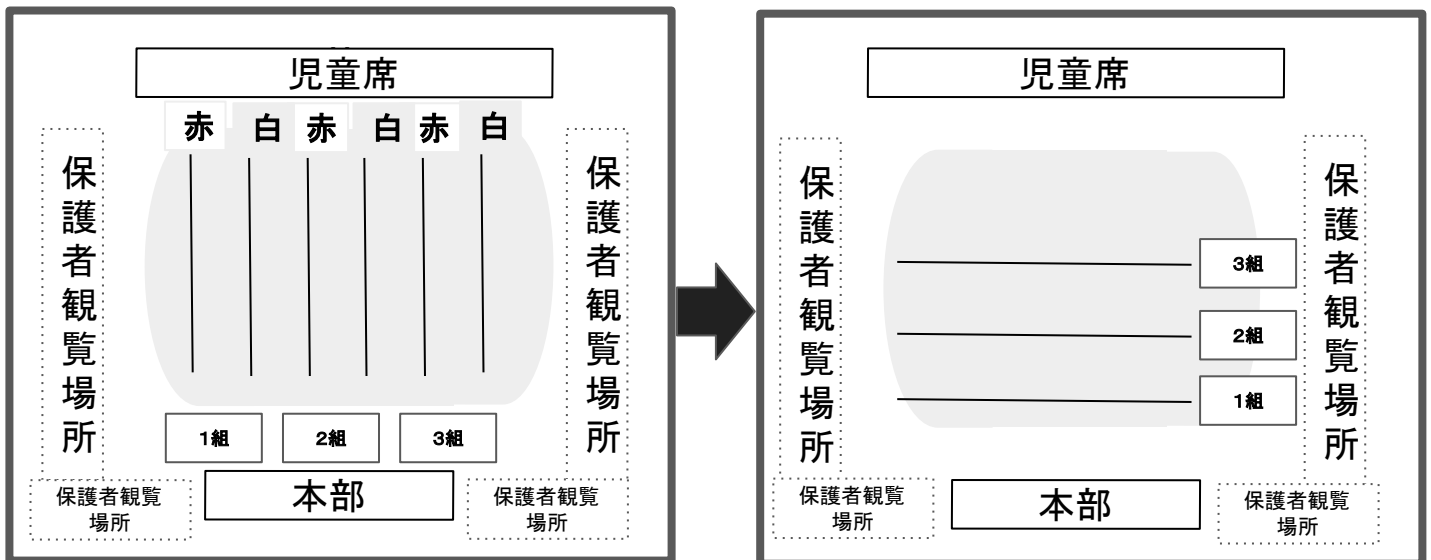 児童席
赤 白 赤 白 赤 白
保護者観覧場所
保護者観覧場所
1組 2組 3組
本部
保護者観覧
場所
保護者観覧
場所
児童席
保護者観覧場所
保護者観覧場所
3組
2組
1組
本部
保護者観覧
場所
保護者観覧
場所